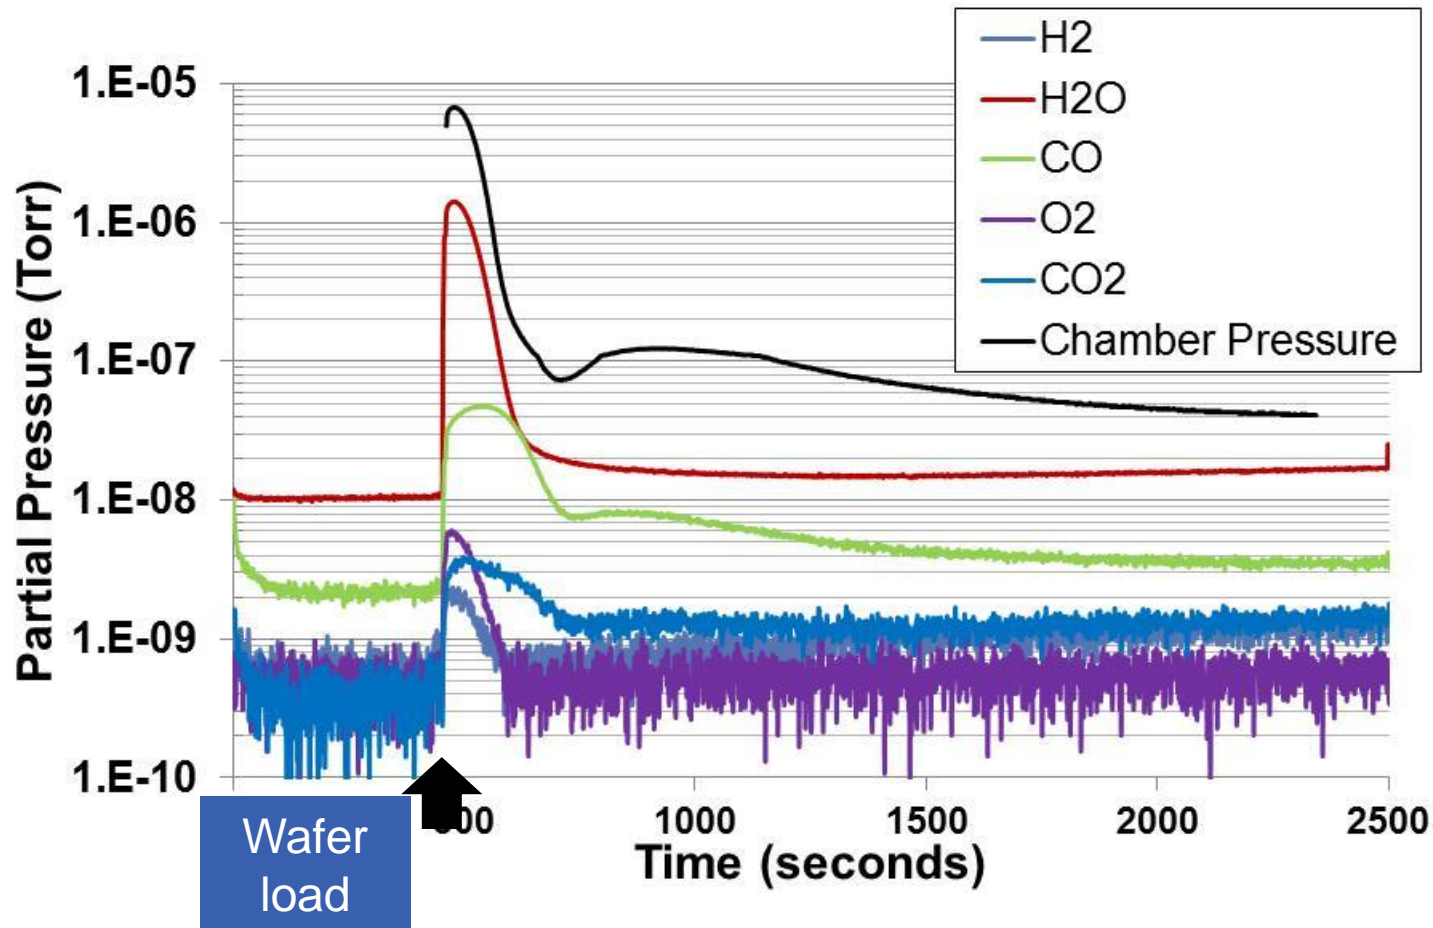 H2
H2O
CO
O2
CO2
Chamber Pressure
1.E-05
1.E-06
1.E-07
1.E-08
1.E-09
1.E-10
Partial Pressure (Torr)
1000
1500
2000
2500
Time (seconds)
Wafer
load